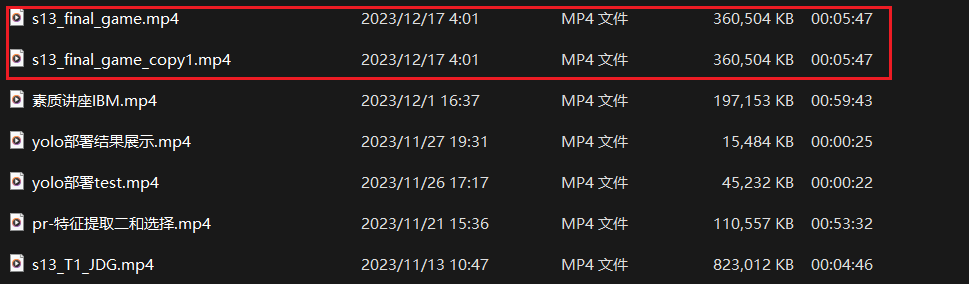 s13_final_game.mp4 2023/12/17 4:01 MP4 文件 360,504 KB 00:05:47
s13_final_game_copy1.mp4 2023/12/17 4:01 MP4 文件 360,504 KB 00:05:47
素质讲座IBM.mp4 2023/12/1 16:37 MP4 文件 197,153 KB 00:59:43
yolo部署结果展示.mp4 2023/11/27 19:31 MP4 文件 15,484 KB 00:00:25
yolo部署test.mp4 2023/11/26 17:17 MP4 文件 45,232 KB 00:00:22
pr-特征提取二和选择.mp4 2023/11/21 15:36 MP4 文件 110,557 KB 00:53:32
s13_T1_JDG.mp4 2023/11/13 10:47 MP4 文件 823,012 KB 00:04:46